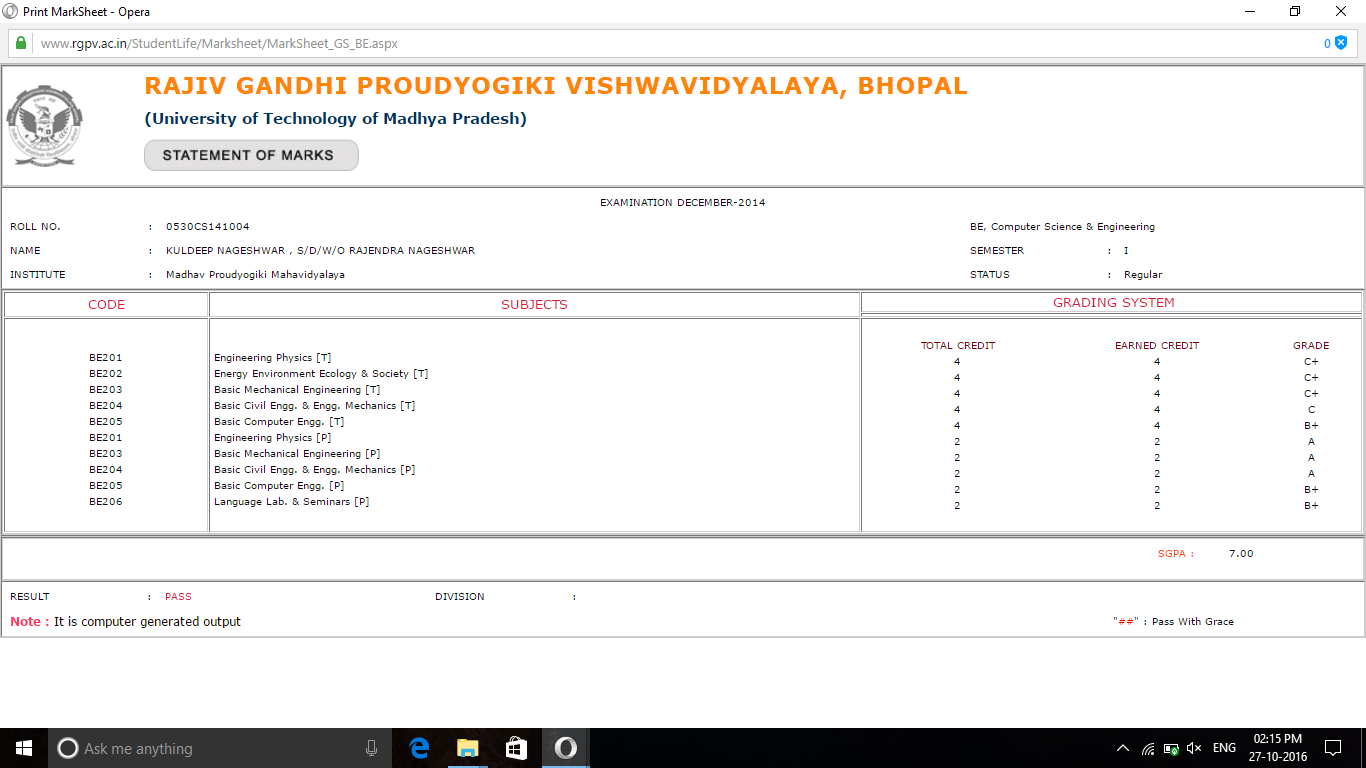 Print MarkSheet - Opera
www.rgpv.ac.in/StudentLife/Marksheet/MarkSheet_GS_BE.aspx 0
RAJIV GANDHI PROUDYOGIKI VISHWAVIDYALAYA, BHOPAL
(University of Technology of Madhya Pradesh)
STATEMENT OF MARKS
EXAMINATION DECEMBER-2014
ROLL NO. : 0530CS141004 BE, Computer Science & Engineering
NAME : KULDEEP NAGESHWAR , S/D/W/O RAJENDRA NAGESHWAR SEMESTER : I
INSTITUTE : Madhav Proudyogiki Mahavidyalaya STATUS : Regular
CODE SUBJECTS GRADING SYSTEM
TOTAL CREDIT EARNED CREDIT GRADE
BE201 Engineering Physics [T] 4 4 C+
BE202 Energy Environment Ecology & Society [T] 4 4 C+
BE203 Basic Mechanical Engineering [T] 4 4 C+
BE204 Basic Civil Engg. & Engg. Mechanics [T] 4 4 C
BE205 Basic Computer Engg. [T] 4 4 B+
BE201 Engineering Physics [P] 2 2 A
BE203 Basic Mechanical Engineering [P] 2 2 A
BE204 Basic Civil Engg. & Engg. Mechanics [P] 2 2 A
BE205 Basic Computer Engg. [P] 2 2 B+
BE206 Language Lab. & Seminars [P] 2 2 B+
SGPA : 7.00
RESULT : PASS DIVISION :
Note : It is computer generated output "##" : Pass With Grace
Ask me anything ENG 02:15 PM
27-10-2016